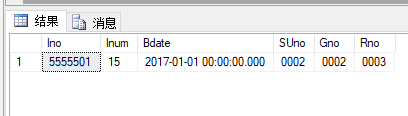 结果 消息
Ino Inum Bdate SUno Gno Rno
1 5555501 15 2017-01-01 00:00:00.000 0002 0002 0003